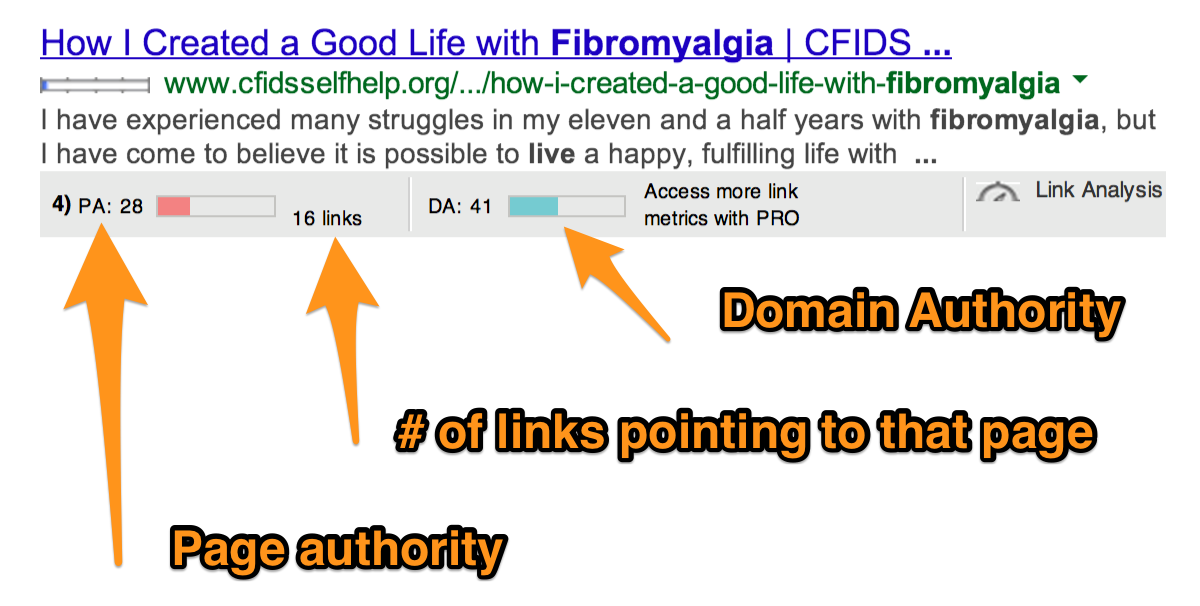 How I Created a Good Life with Fibromyalgia | CFIDS ...
www.cfidsselfhelp.org/.../how-i-created-a-good-life-with-fibromyalgia
I have experienced many struggles in my eleven and a half years with fibromyalgia, but
I have come to believe it is possible to live a happy, fulfilling life with ...
4) PA: 28
16 links
DA: 41
Access more link
metrics with PRO
Link Analysis
Domain Authority
# of links pointing to that page
Page authority